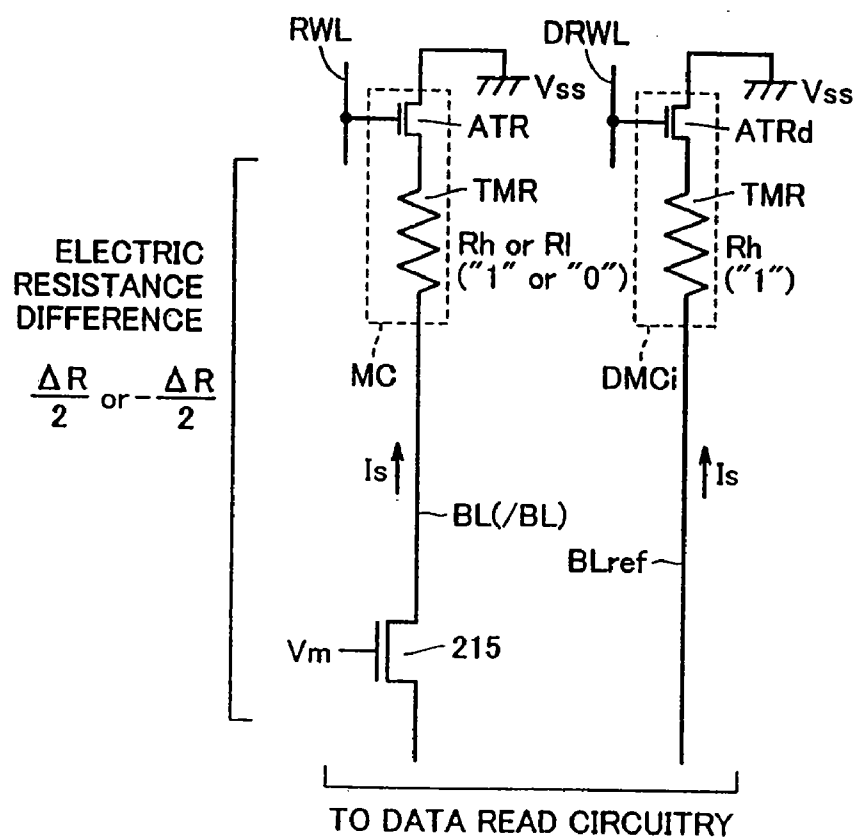 RWL
DRWL
Vss
Vss
ATR
ATRd
TMR
TMR
Rh or Rl
("1" or "0")
Rh
("1")
ELECTRIC
RESISTANCE
DIFFERENCE
ΔR/2 or -ΔR/2
MC
DMCi
Is
Is
BL(/BL)
BLref
Vm
215
TO DATA READ CIRCUITRY